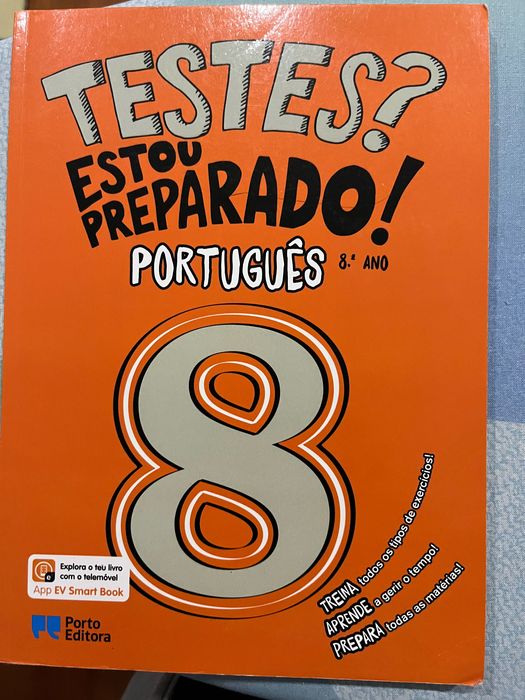 TESTES?
ESTOU
PREPARADO!
PORTUGUÊS 8.º ANO
8
TREINA todos os tipos de exercícios!
APRENDE a gerir o tempo!
PREPARA todas as matérias!
Explora o teu livro
com o telemóvel
App EV Smart Book
Porto
Editora